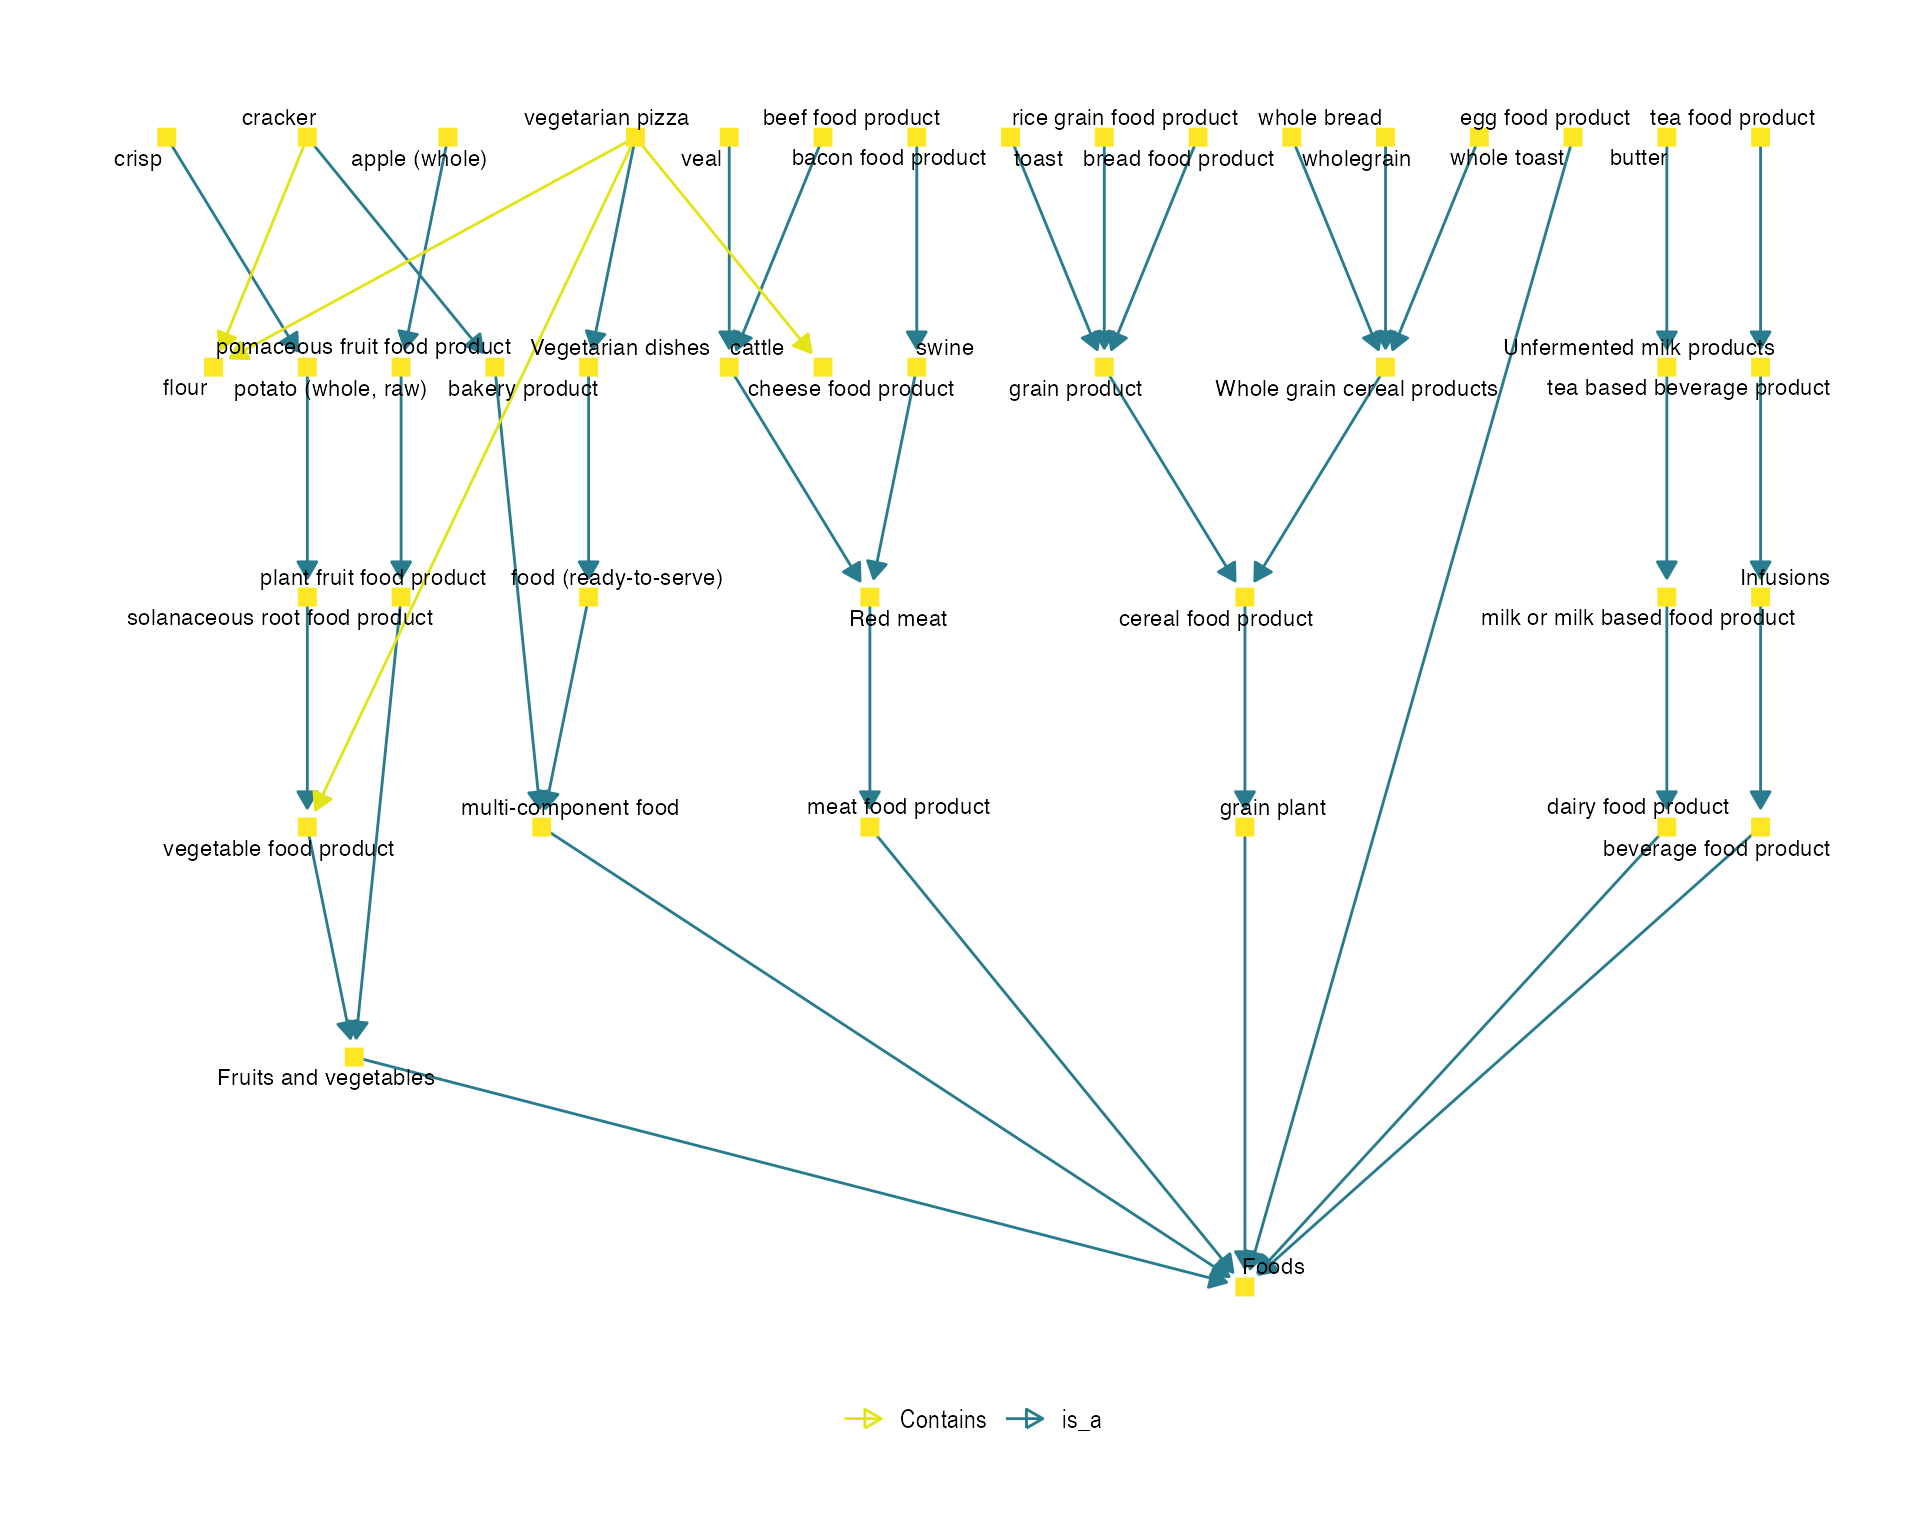 cracker
vegetarian pizza
beef food product
rice grain food product
whole bread
egg food product
tea food product
crisp
apple (whole)
veal
bacon food product
toast
bread food product
wholegrain
whole toast
butter
pomaceous fruit food product
Vegetarian dishes
cattle
swine
Unfermented milk products
flour
potato (whole, raw)
bakery product
cheese food product
grain product
Whole grain cereal products
tea based beverage product
plant fruit food product
food (ready-to-serve)
Infusions
solanaceous root food product
Red meat
cereal food product
milk or milk based food product
multi-component food
meat food product
grain plant
dairy food product
vegetable food product
beverage food product
Fruits and vegetables
Foods
Contains
is_a